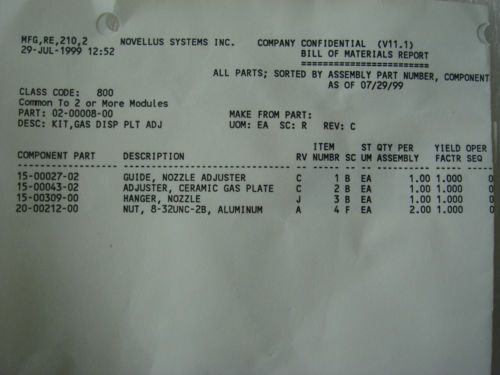 MFG,RE,210,2 NOVELLUS SYSTEMS INC. COMPANY CONFIDENTIAL (V11.1)
29-JUL-1999 12:52 BILL OF MATERIALS REPORT
ALL PARTS; SORTED BY ASSEMBLY PART NUMBER, COMPONENT
AS OF 07/29/99
CLASS CODE: 800
Common To 2 or More Modules
PART: 02-00008-00 MAKE FROM PART:
DESC: KIT,GAS DISP PLT ADJ UOM: EA SC: R REV: C
ITEM ST QTY PER YIELD OPER
COMPONENT PART DESCRIPTION RV NUMBR SC UM ASSEMBLY FACTR SEQ
15-00027-02 GUIDE, NOZZLE ADJUSTER C 1 B EA 1.00 1.000 0
15-00043-02 ADJUSTER, CERAMIC GAS PLATE C 2 B EA 1.00 1.000 0
15-00309-00 HANGER, NOZZLE J 3 B EA 1.00 1.000 0
20-00212-00 NUT, 8-32UNC-2B, ALUMINUM A 4 F EA 2.00 1.000 0